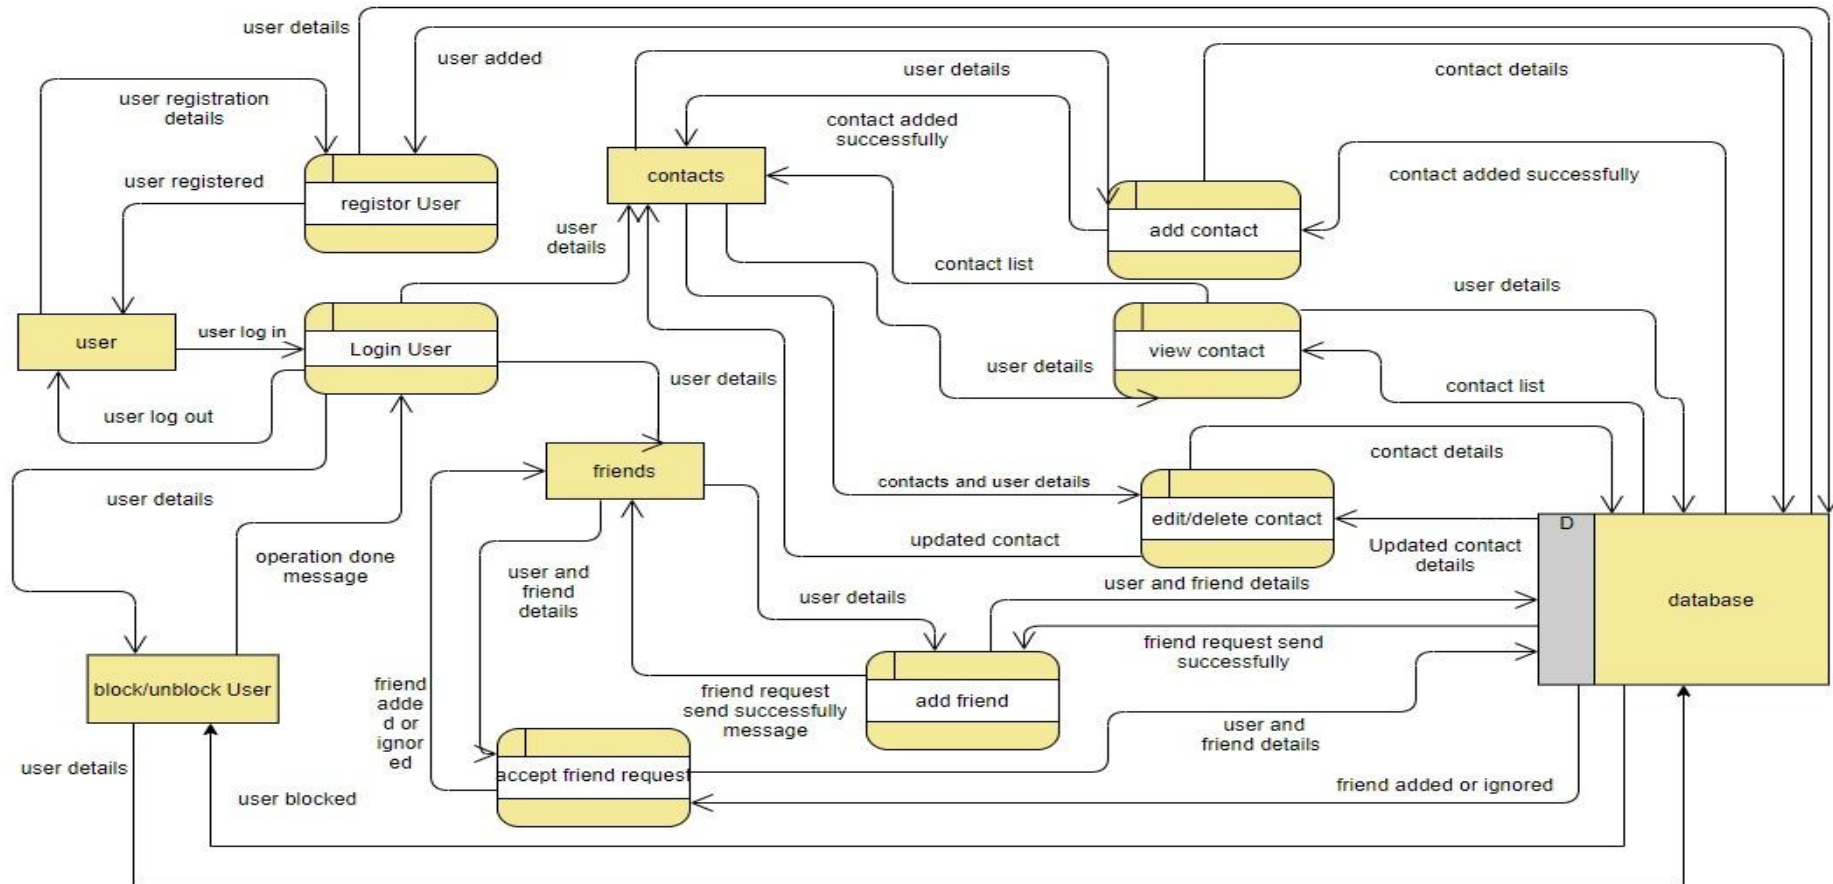 user details
user added
user details
contact details
user registration
details
contact added
successfully
user registered
contacts
contact added successfully
registor User
add contact
user
details
contact list
user details
user
user log in
Login User
view contact
user details
user details
contact list
user log out
contact details
friends
contacts and user details
user details
edit/delete contact
D
operation done
message
updated contact
Updated contact
details
user and
friend
details
user details
user and friend details
database
friend request send
successfully
block/unblock User
friend
adde
d or
ignor
ed
friend request
send successfully
message
add friend
user and
friend details
user details
accept friend request
friend added or ignored
user blocked